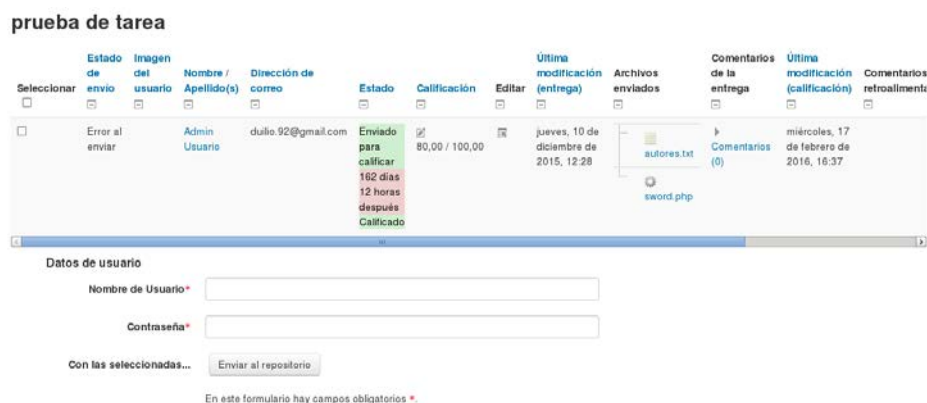 prueba de tarea
Seleccionar
Estado
de
envío
Imagen
del
usuario
Nombre /
Apellido(s)
Dirección de
correo
Estado
Calificación
Editar
Última
modificación
(entrega)
Archivos
enviados
Comentarios
de la
entrega
Última
modificación
(calificación)
Comentarios
retroalimenta
Error al
enviar
Admin
Usuario
duilio.92@gmail.com
Enviado
para
calificar
162 días
12 horas
después
Calificado
80,00 / 100,00
jueves, 10 de
diciembre de
2015, 12:28
autores.txt
sword.php
Comentarios
(0)
miércoles, 17
de febrero de
2016, 16:37
Datos de usuario
Nombre de Usuario*
Contraseña*
Con las seleccionadas...
Enviar al repositorio
En este formulario hay campos obligatorios *.